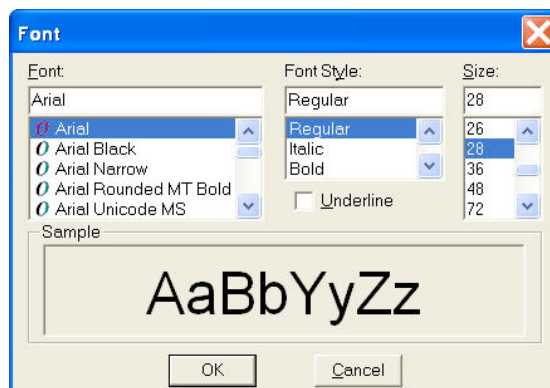 Font
Font: Font Style: Size:
Arial Regular 28
Arial Regular 26
Arial Black Italic 28
Arial Narrow Bold 36
Arial Rounded MT Bold 48
Arial Unicode MS Underline 72
Sample
AaBbYyZz
OK Cancel